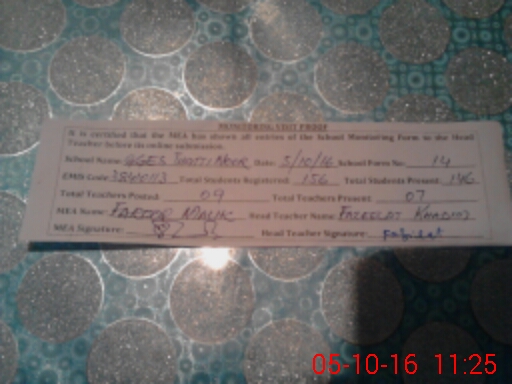 MONITORING VISIT PROOF
It is certified that the MEA has shown all entries of the School Monitoring Form to the Head
Teacher before its online submission.
School Name: GGES Date: 5/10/16 School Form No. 14
EMIS Code: Total Students Registered: 156 Total Students Present: 146
Total Teachers Posted: 09 Total Teachers Present: 07
MEA Name: Malik Head Teacher Name:
MEA Signature: Head Teacher Signature:
05-10-16 11:25